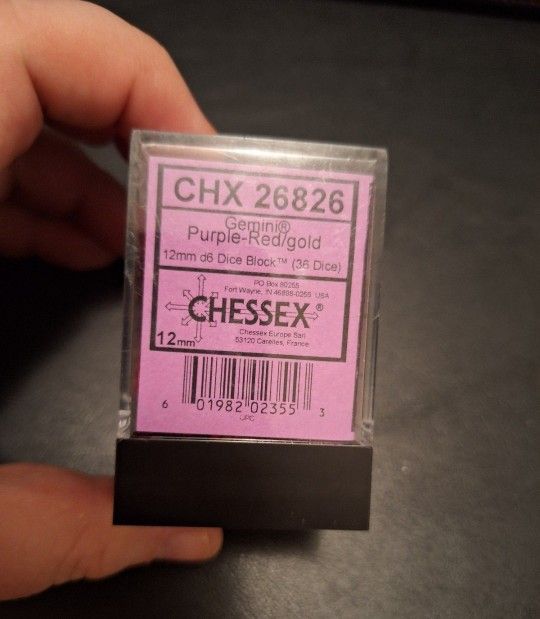 CHX 26826
Gemini®
Purple-Red/gold
12mm d6 Dice Block™ (36 Dice)
PO Box 80255
Fort Wayne, IN 46898-0255 USA
CHESSEX®
Chessex Europe Sarl
53120 Carelles, France
12mm
6 01982 02355 3
UPC